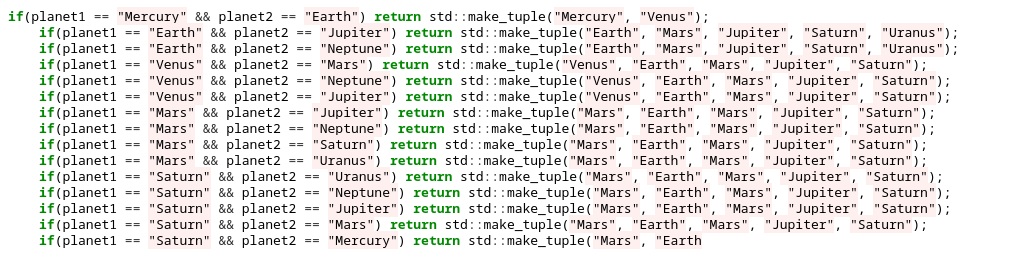 if(planet1 == "Mercury" && planet2 == "Earth") return std::make_tuple("Mercury", "Venus");
if(planet1 == "Earth" && planet2 == "Jupiter") return std::make_tuple("Earth", "Mars", "Jupiter", "Saturn", "Uranus");
if(planet1 == "Earth" && planet2 == "Neptune") return std::make_tuple("Earth", "Mars", "Jupiter", "Saturn", "Uranus");
if(planet1 == "Venus" && planet2 == "Mars") return std::make_tuple("Venus", "Earth", "Mars", "Jupiter", "Saturn");
if(planet1 == "Venus" && planet2 == "Neptune") return std::make_tuple("Venus", "Earth", "Mars", "Jupiter", "Saturn");
if(planet1 == "Venus" && planet2 == "Jupiter") return std::make_tuple("Venus", "Earth", "Mars", "Jupiter", "Saturn");
if(planet1 == "Mars" && planet2 == "Jupiter") return std::make_tuple("Mars", "Earth", "Mars", "Jupiter", "Saturn");
if(planet1 == "Mars" && planet2 == "Neptune") return std::make_tuple("Mars", "Earth", "Mars", "Jupiter", "Saturn");
if(planet1 == "Mars" && planet2 == "Saturn") return std::make_tuple("Mars", "Earth", "Mars", "Jupiter", "Saturn");
if(planet1 == "Mars" && planet2 == "Uranus") return std::make_tuple("Mars", "Earth", "Mars", "Jupiter", "Saturn");
if(planet1 == "Saturn" && planet2 == "Uranus") return std::make_tuple("Mars", "Earth", "Mars", "Jupiter", "Saturn");
if(planet1 == "Saturn" && planet2 == "Neptune") return std::make_tuple("Mars", "Earth", "Mars", "Jupiter", "Saturn");
if(planet1 == "Saturn" && planet2 == "Jupiter") return std::make_tuple("Mars", "Earth", "Mars", "Jupiter", "Saturn");
if(planet1 == "Saturn" && planet2 == "Mars") return std::make_tuple("Mars", "Earth", "Mars", "Jupiter", "Saturn");
if(planet1 == "Saturn" && planet2 == "Mercury") return std::make_tuple("Mars", "Earth